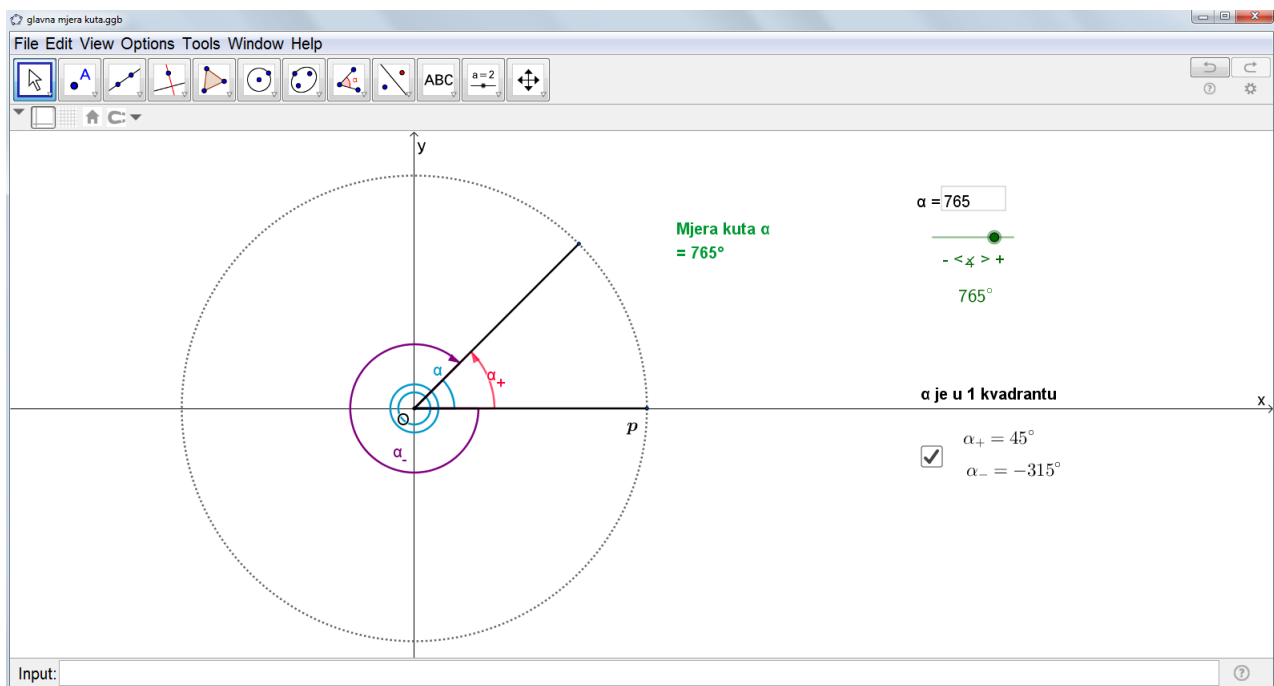 glavna mjera kuta.ggb
File Edit View Options Tools Window Help
A
α
ABC
a=2
y
Mjera kuta α
= 765°
α = 765
- <∡ > +
765°
α
α+
O
p
x
α_
α je u 1 kvadrantu
α₊ = 45°
α₋ = −315°
Input: